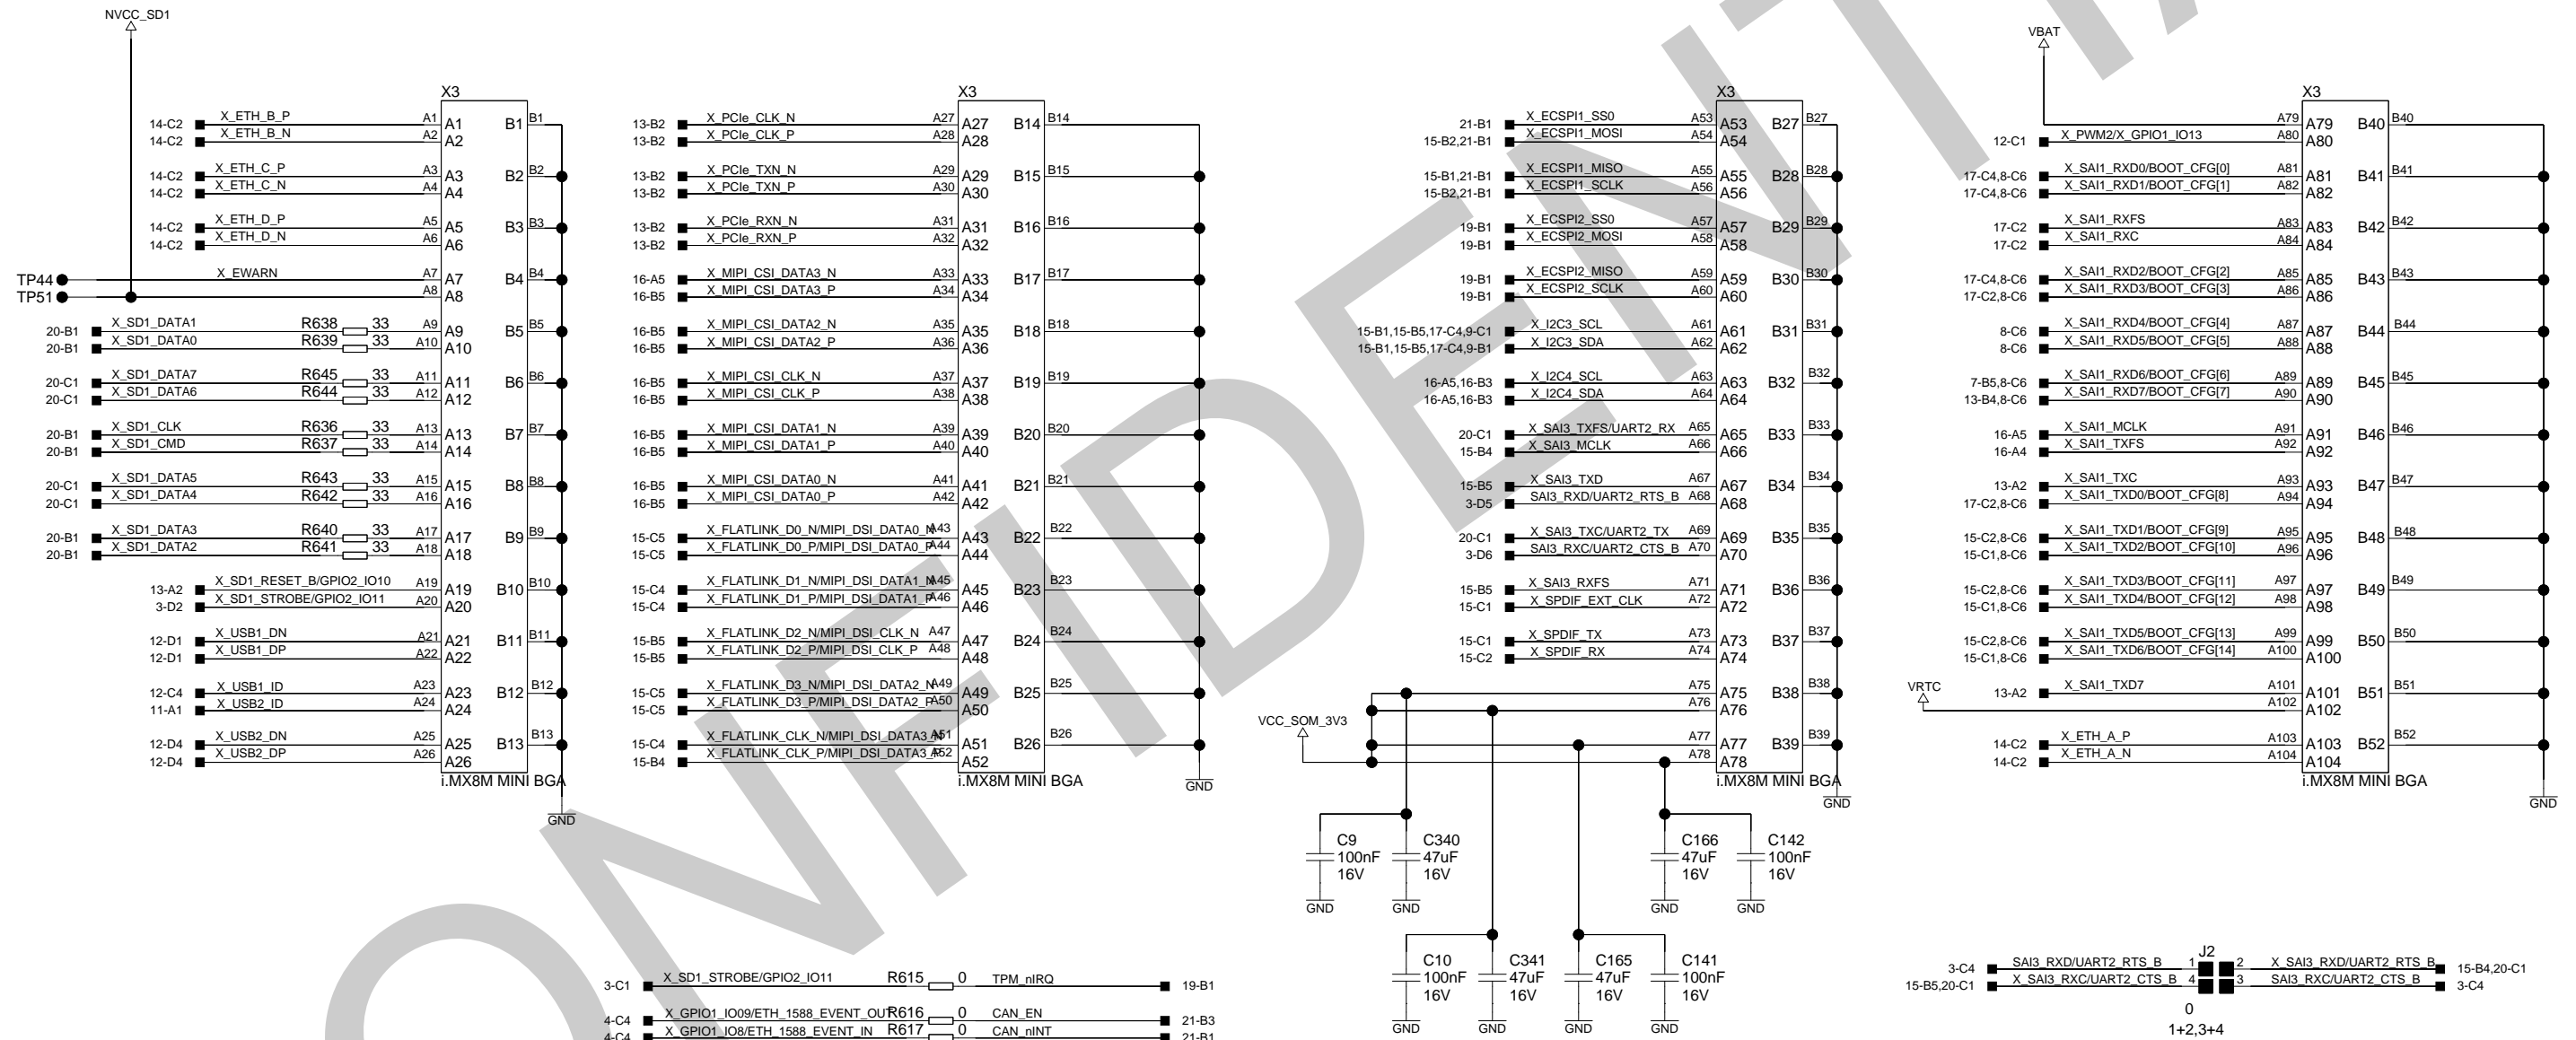 NVCC_SD1
X3
14-C2 X_ETH_B_P A1 A1 B1 B1
14-C2 X_ETH_B_N A2 A2
14-C2 X_ETH_C_P A3 A3 B2 B2
14-C2 X_ETH_C_N A4 A4
14-C2 X_ETH_D_P A5 A5 B3 B3
14-C2 X_ETH_D_N A6 A6
TP44 X_EWARN A7 A7 B4 B4
TP51 A8 A8
20-B1 X_SD1_DATA1 R638 33 A9 A9 B5 B5
20-B1 X_SD1_DATA0 R639 33 A10 A10
20-C1 X_SD1_DATA7 R645 33 A11 A11 B6 B6
20-C1 X_SD1_DATA6 R644 33 A12 A12
20-B1 X_SD1_CLK R636 33 A13 A13 B7 B7
20-B1 X_SD1_CMD R637 33 A14 A14
20-C1 X_SD1_DATA5 R643 33 A15 A15 B8 B8
20-C1 X_SD1_DATA4 R642 33 A16 A16
20-B1 X_SD1_DATA3 R640 33 A17 A17 B9 B9
20-B1 X_SD1_DATA2 R641 33 A18 A18
13-A2 X_SD1_RESET_B/GPIO2_IO10 A19 A19 B10 B10
3-D2 X_SD1_STROBE/GPIO2_IO11 A20 A20
12-D1 X_USB1_DN A21 A21 B11 B11
12-D1 X_USB1_DP A22 A22
12-C4 X_USB1_ID A23 A23 B12 B12
11-A1 X_USB2_ID A24 A24
12-D4 X_USB2_DN A25 A25 B13 B13
12-D4 X_USB2_DP A26 A26
i.MX8M MINI BGA
GND
X3
13-B2 X_PCIe_CLK_N A27 A27 B14 B14
13-B2 X_PCIe_CLK_P A28 A28
13-B2 X_PCIe_TXN_N A29 A29 B15 B15
13-B2 X_PCIe_TXN_P A30 A30
13-B2 X_PCIe_RXN_N A31 A31 B16 B16
13-B2 X_PCIe_RXN_P A32 A32
16-A5 X_MIPI_CSI_DATA3_N A33 A33 B17 B17
16-B5 X_MIPI_CSI_DATA3_P A34 A34
16-B5 X_MIPI_CSI_DATA2_N A35 A35 B18 B18
16-B5 X_MIPI_CSI_DATA2_P A36 A36
16-B5 X_MIPI_CSI_CLK_N A37 A37 B19 B19
16-B5 X_MIPI_CSI_CLK_P A38 A38
16-B5 X_MIPI_CSI_DATA1_N A39 A39 B20 B20
16-B5 X_MIPI_CSI_DATA1_P A40 A40
16-B5 X_MIPI_CSI_DATA0_N A41 A41 B21 B21
16-B5 X_MIPI_CSI_DATA0_P A42 A42
15-C5 X_FLATLINK_D0_N/MIPI_DSI_DATA0_N A43 A43 B22 B22
15-C5 X_FLATLINK_D0_P/MIPI_DSI_DATA0_P A44 A44
15-C4 X_FLATLINK_D1_N/MIPI_DSI_DATA1_N A45 A45 B23 B23
15-C4 X_FLATLINK_D1_P/MIPI_DSI_DATA1_P A46 A46
15-B5 X_FLATLINK_D2_N/MIPI_DSI_CLK_N A47 A47 B24 B24
15-B5 X_FLATLINK_D2_P/MIPI_DSI_CLK_P A48 A48
15-C5 X_FLATLINK_D3_N/MIPI_DSI_DATA2_N A49 A49 B25 B25
15-C5 X_FLATLINK_D3_P/MIPI_DSI_DATA2_P A50 A50
15-C4 X_FLATLINK_CLK_N/MIPI_DSI_DATA3_N A51 A51 B26 B26
15-B4 X_FLATLINK_CLK_P/MIPI_DSI_DATA3_P A52 A52
i.MX8M MINI BGA
GND
X3
21-B1 X_ECSPI1_SS0 A53 A53 B27 B27
15-B2,21-B1 X_ECSPI1_MOSI A54 A54
15-B1,21-B1 X_ECSPI1_MISO A55 A55 B28 B28
15-B2,21-B1 X_ECSPI1_SCLK A56 A56
19-B1 X_ECSPI2_SS0 A57 A57 B29 B29
19-B1 X_ECSPI2_MOSI A58 A58
19-B1 X_ECSPI2_MISO A59 A59 B30 B30
19-B1 X_ECSPI2_SCLK A60 A60
15-B1,15-B5,17-C4,9-C1 X_I2C3_SCL A61 A61 B31 B31
15-B1,15-B5,17-C4,9-B1 X_I2C3_SDA A62 A62
16-A5,16-B3 X_I2C4_SCL A63 A63 B32 B32
16-A5,16-B3 X_I2C4_SDA A64 A64
20-C1 X_SAI3_TXFS/UART2_RX A65 A65 B33 B33
15-B4 X_SAI3_MCLK A66 A66
15-B5 X_SAI3_TXD A67 A67 B34 B34
3-D5 SAI3_RXD/UART2_RTS_B A68 A68
20-C1 X_SAI3_TXC/UART2_TX A69 A69 B35 B35
3-D6 SAI3_RXC/UART2_CTS_B A70 A70
15-B5 X_SAI3_RXFS A71 A71 B36 B36
15-C1 X_SPDIF_EXT_CLK A72 A72
15-C1 X_SPDIF_TX A73 A73 B37 B37
15-C2 X_SPDIF_RX A74 A74
A75 A75 B38 B38
A76 A76
VCC_SOM_3V3
A77 A77 B39 B39
A78 A78
i.MX8M MINI BGA
GND
VBAT
X3
A79 A79 B40 B40
12-C1 X_PWM2/X_GPIO1_IO13 A80 A80
17-C4,8-C6 X_SAI1_RXD0/BOOT_CFG[0] A81 A81 B41 B41
17-C4,8-C6 X_SAI1_RXD1/BOOT_CFG[1] A82 A82
17-C2 X_SAI1_RXFS A83 A83 B42 B42
17-C2 X_SAI1_RXC A84 A84
17-C4,8-C6 X_SAI1_RXD2/BOOT_CFG[2] A85 A85 B43 B43
17-C2,8-C6 X_SAI1_RXD3/BOOT_CFG[3] A86 A86
8-C6 X_SAI1_RXD4/BOOT_CFG[4] A87 A87 B44 B44
8-C6 X_SAI1_RXD5/BOOT_CFG[5] A88 A88
7-B5,8-C6 X_SAI1_RXD6/BOOT_CFG[6] A89 A89 B45 B45
13-B4,8-C6 X_SAI1_RXD7/BOOT_CFG[7] A90 A90
16-A5 X_SAI1_MCLK A91 A91 B46 B46
16-A4 X_SAI1_TXFS A92 A92
13-A2 X_SAI1_TXC A93 A93 B47 B47
17-C2,8-C6 X_SAI1_TXD0/BOOT_CFG[8] A94 A94
15-C2,8-C6 X_SAI1_TXD1/BOOT_CFG[9] A95 A95 B48 B48
15-C1,8-C6 X_SAI1_TXD2/BOOT_CFG[10] A96 A96
15-C2,8-C6 X_SAI1_TXD3/BOOT_CFG[11] A97 A97 B49 B49
15-C1,8-C6 X_SAI1_TXD4/BOOT_CFG[12] A98 A98
15-C2,8-C6 X_SAI1_TXD5/BOOT_CFG[13] A99 A99 B50 B50
15-C1,8-C6 X_SAI1_TXD6/BOOT_CFG[14] A100 A100
VRTC 13-A2 X_SAI1_TXD7 A101 A101 B51 B51
A102 A102
14-C2 X_ETH_A_P A103 A103 B52 B52
14-C2 X_ETH_A_N A104 A104
i.MX8M MINI BGA
GND
C9 C340 C166 C142
100nF 47uF 47uF 100nF
16V 16V 16V 16V
GND GND GND GND
C10 C341 C165 C141
100nF 47uF 47uF 100nF
16V 16V 16V 16V
GND GND GND GND
3-C1 X_SD1_STROBE/GPIO2_IO11 R615 0 TPM_nIRQ 19-B1
4-C4 X_GPIO1_IO09/ETH_1588_EVENT_OUT R616 0 CAN_EN 21-B3
4-C4 X_GPIO1_IO8/ETH_1588_EVENT_IN R617 0 CAN_nINT 21-B1
J2
3-C4 SAI3_RXD/UART2_RTS_B 1 2 X_SAI3_RXD/UART2_RTS_B 15-B4,20-C1
15-B5,20-C1 X_SAI3_RXC/UART2_CTS_B 4 3 SAI3_RXC/UART2_CTS_B 3-C4
0
1+2,3+4